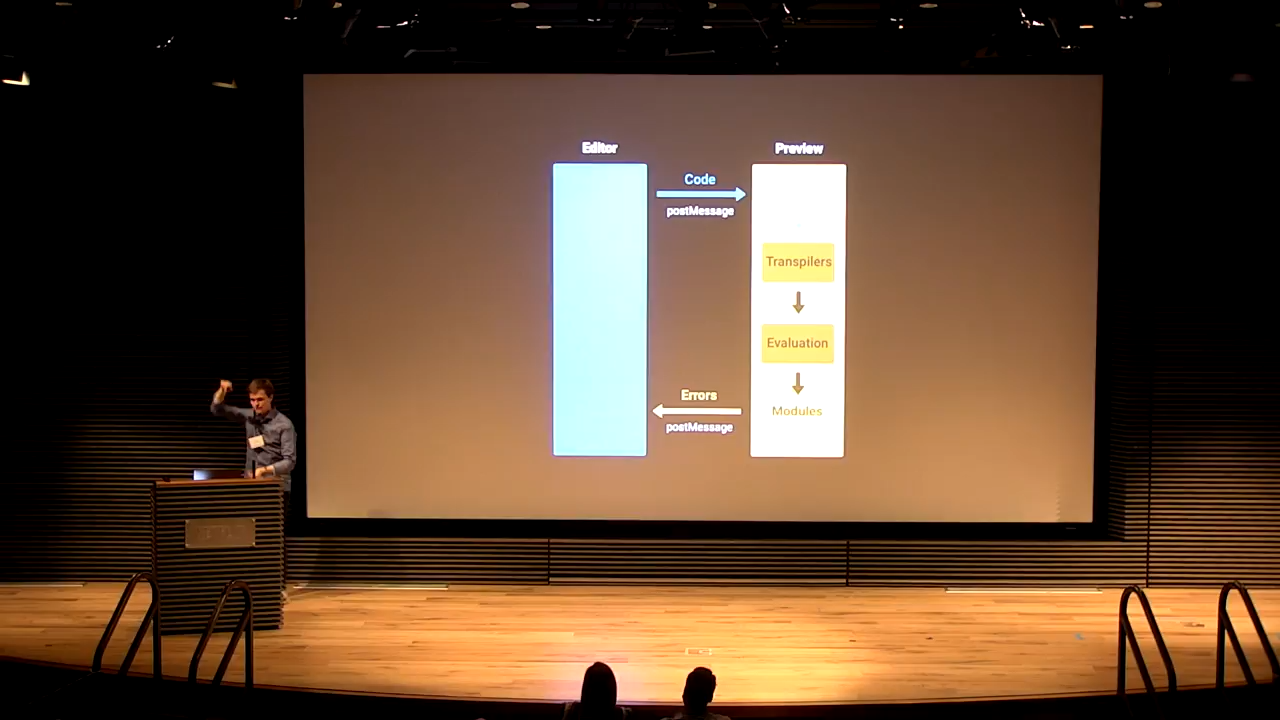 Editor
Preview
Code
postMessage
Transpilers
Evaluation
Errors
Modules
postMessage